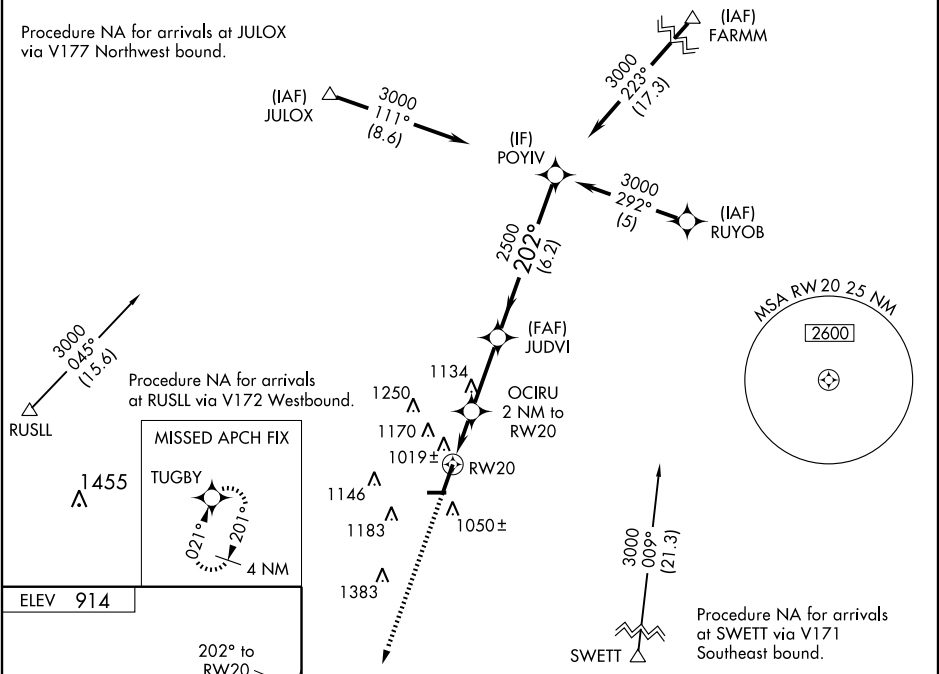 Procedure NA for arrivals at JULOX
via V177 Northwest bound.
(IAF)
FARMM
3000
223°
(17.3)
(IAF)
JULOX
3000
111°
(8.6)
(IF)
POYIV
3000
292°
(5)
(IAF)
RUYOB
2500
202°
(6.2)
MSA RW20 25 NM
2600
(FAF)
JUDVI
3000
045°
(15.6)
RUSLL
Procedure NA for arrivals
at RUSLL via V172 Westbound.
1134
1250
OCIRU
2 NM to
RW20
1170
1019±
RW20
MISSED APCH FIX
TUGBY
021°
201°
4 NM
1455
1146
1183
1050±
1383
3000
009°
(21.3)
SWETT
Procedure NA for arrivals
at SWETT via V171
Southeast bound.
ELEV 914
202° to
RW20